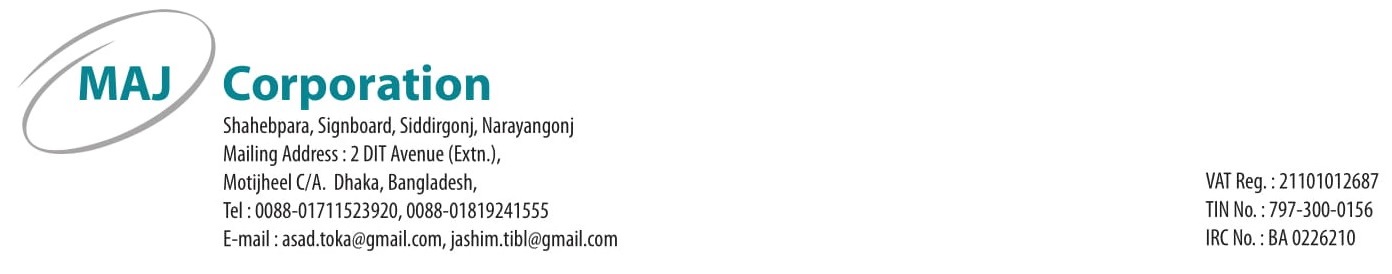 MAJ Corporation
Shahebpara, Signboard, Siddirgonj, Narayangonj
Mailing Address : 2 DIT Avenue (Extn.),
Motijheel C/A. Dhaka, Bangladesh,
Tel : 0088-01711523920, 0088-01819241555
E-mail : asad.toka@gmail.com, jashim.tibl@gmail.com
VAT Reg. : 21101012687
TIN No. : 797-300-0156
IRC No. : BA 0226210